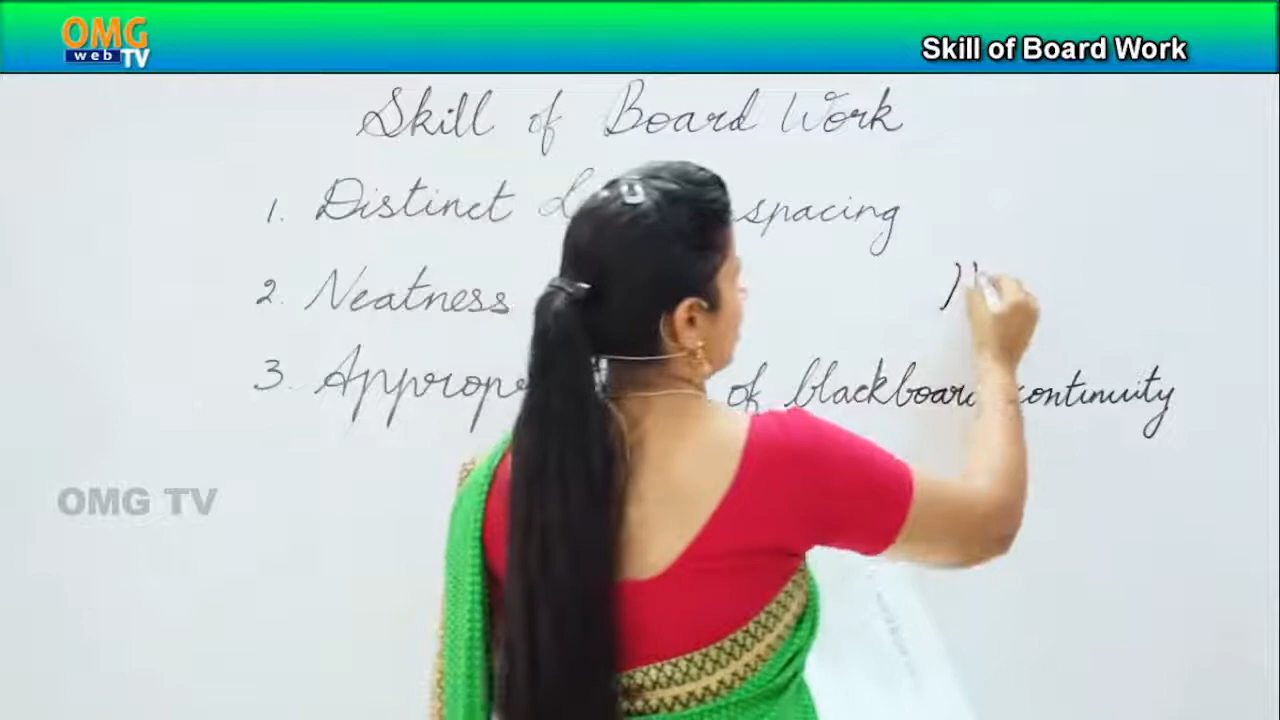 OMG
web TV
Skill of Board Work
Skill of Board Work
1. Distinct spacing
2. Neatness
3. of blackboard continuity
OMG TV